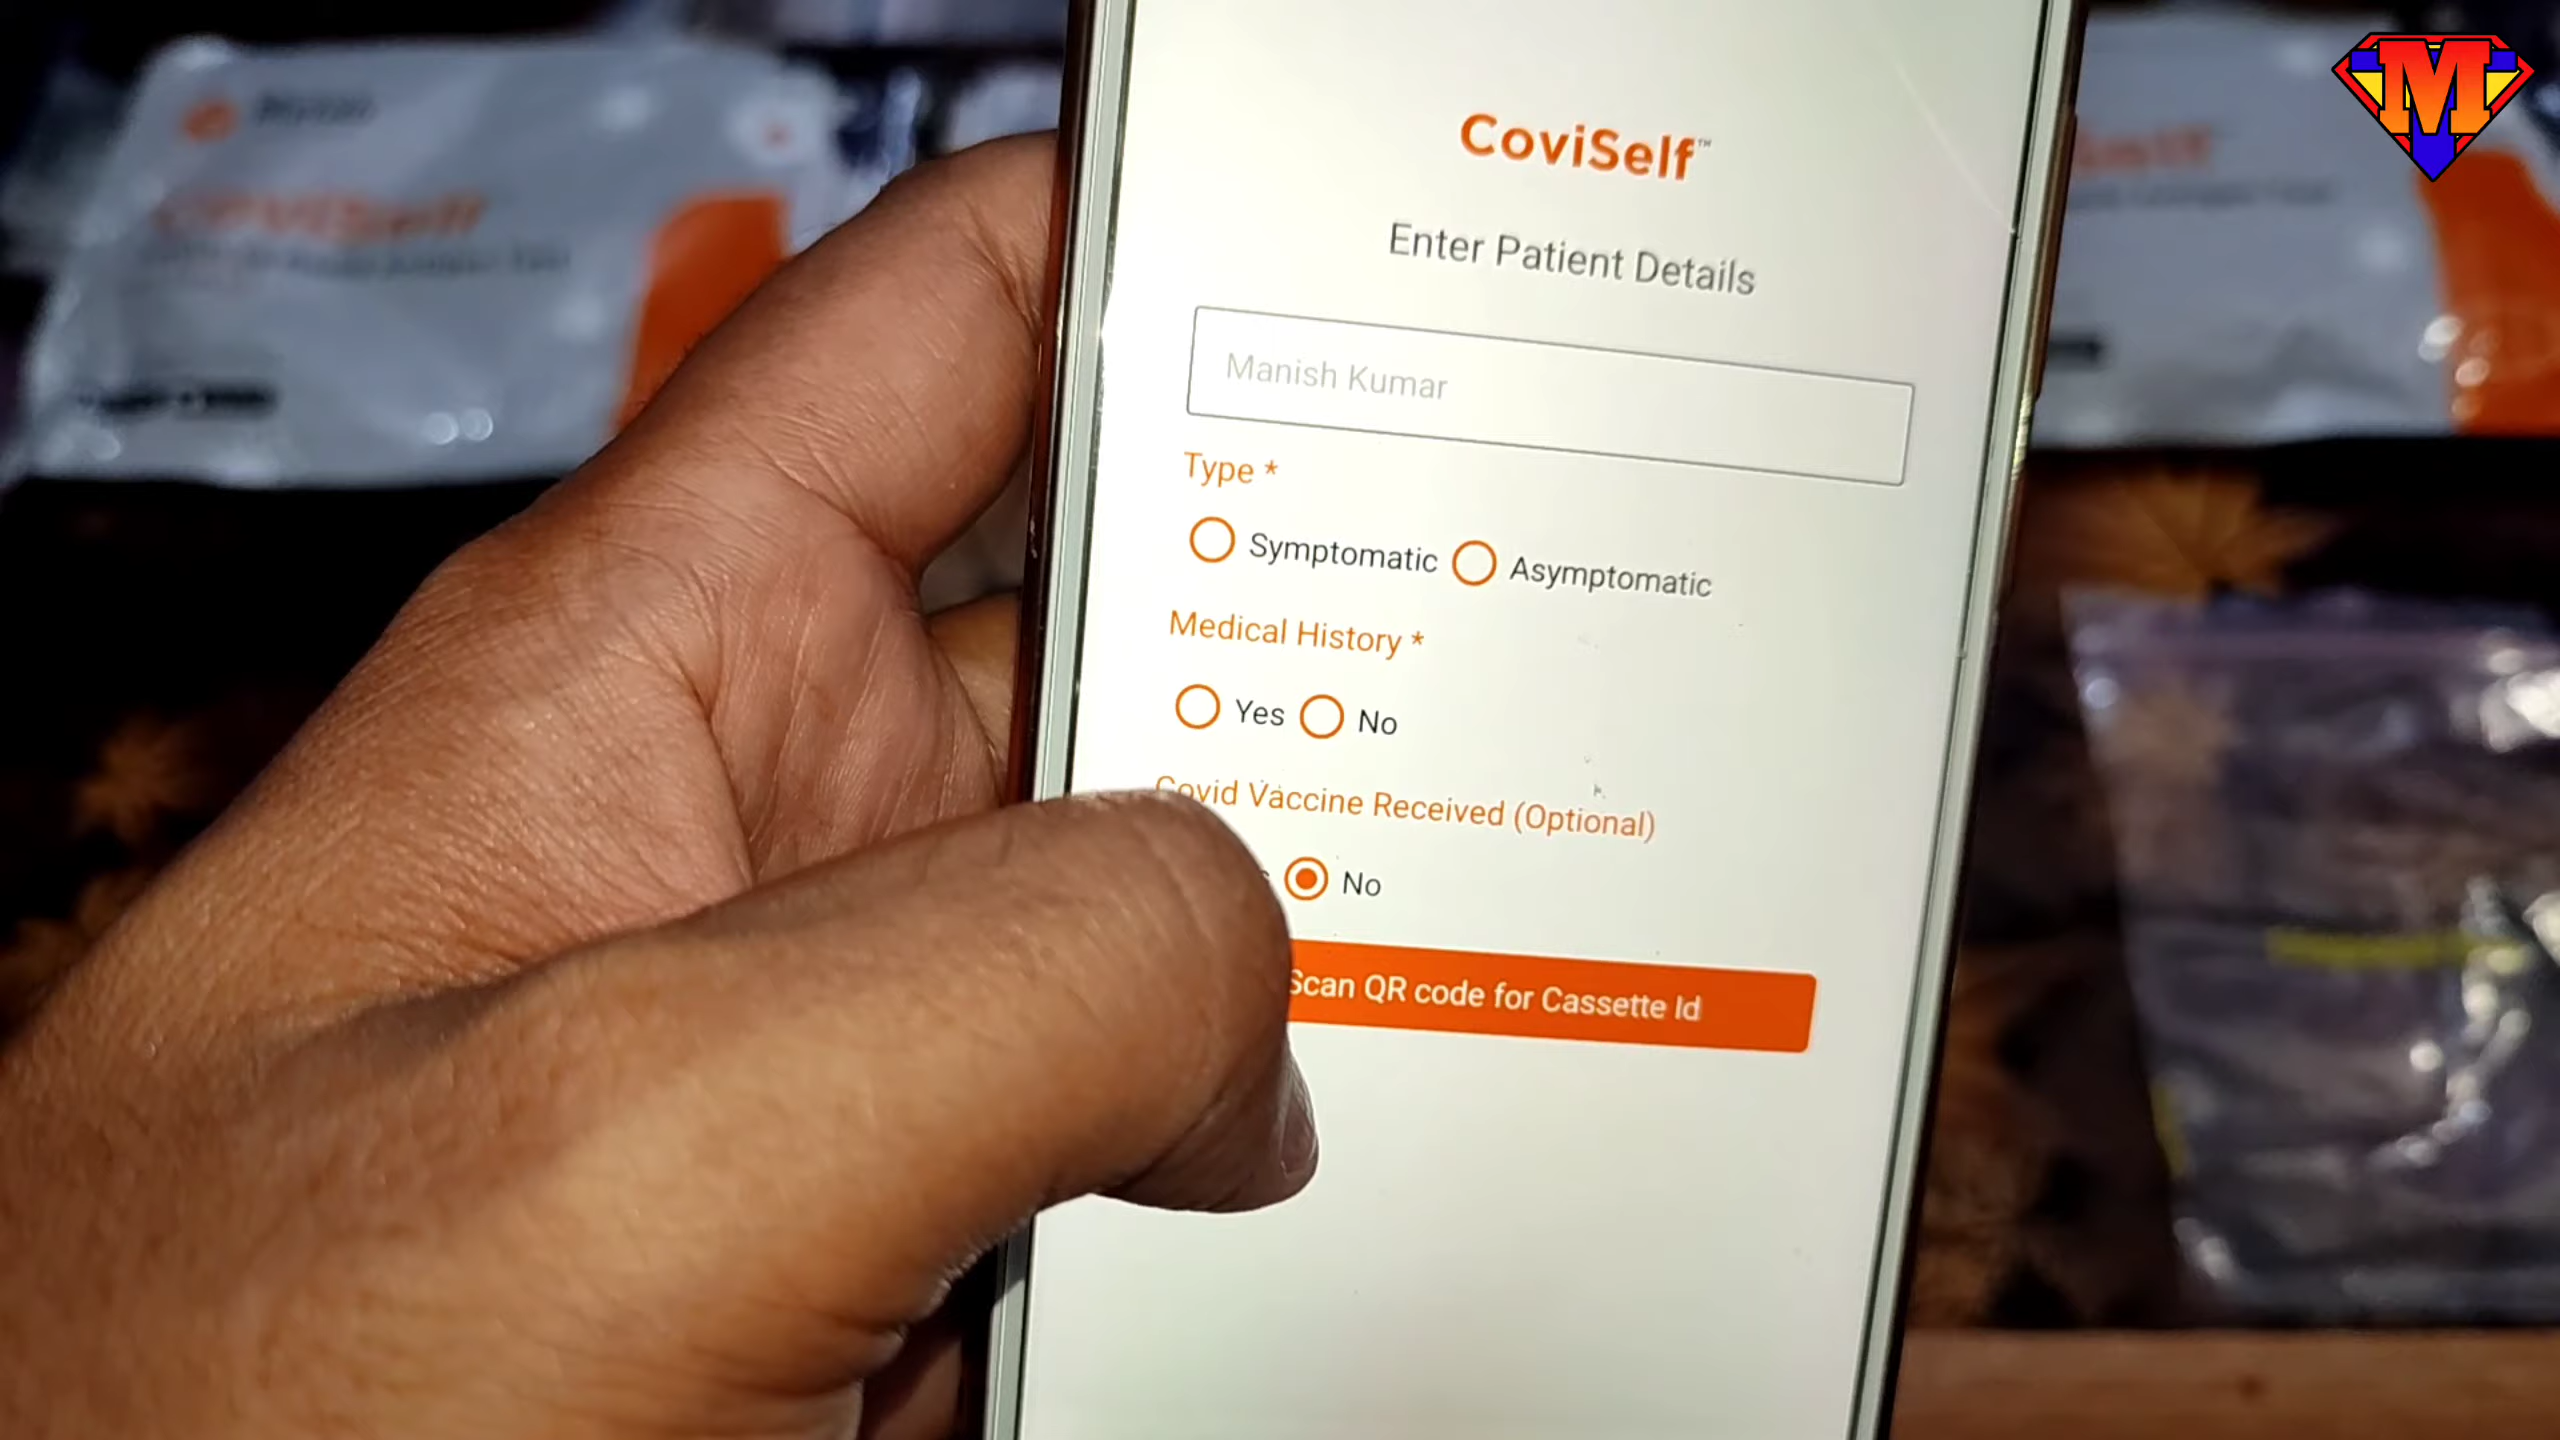 CoviSelf™
Enter Patient Details
Manish Kumar
Type *
Symptomatic Asymptomatic
Medical History *
Yes No
Covid Vaccine Received (Optional)
No
Scan QR code for Cassette Id
M
CoviSelf